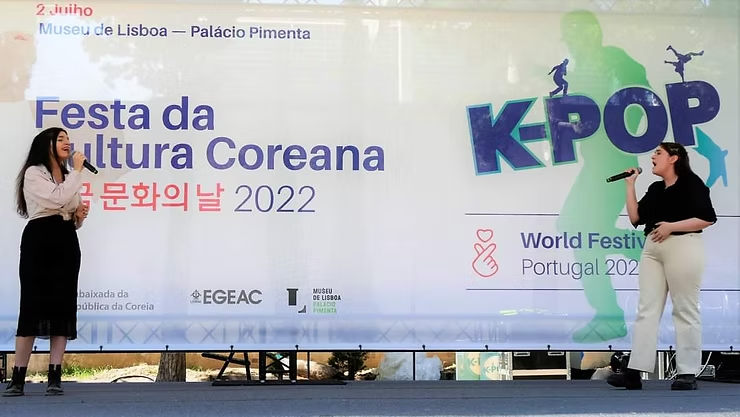 2 Julho
Museu de Lisboa — Palácio Pimenta
Festa da
ultura Coreana
문화의 날 2022
baixada da
pública da Coreia
EGEAC
MUSEU
DE LISBOA
PALÁCIO
PIMENTA
K-POP
World Festiv
Portugal 202